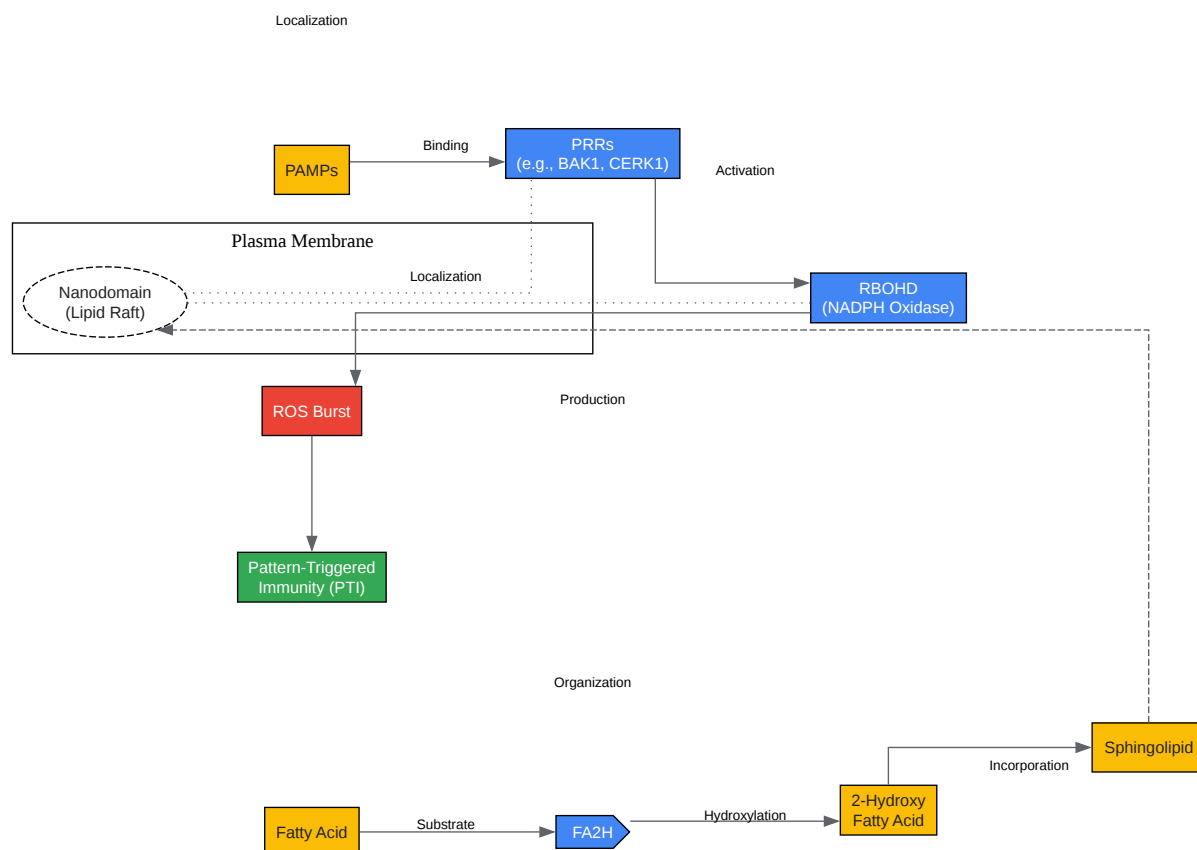 Localization
Binding
PRRs
(e.g., BAK1, CERK1)
PAMPs
Activation
Plasma Membrane
Localization
Nanodomain
(Lipid Raft)
RBOHD
(NADPH Oxidase)
ROS Burst
Production
Pattern-Triggered
Immunity (PTI)
Organization
Sphingolipid
Incorporation
2-Hydroxy
Fatty Acid
Hydroxylation
Fatty Acid
Substrate
FA2H